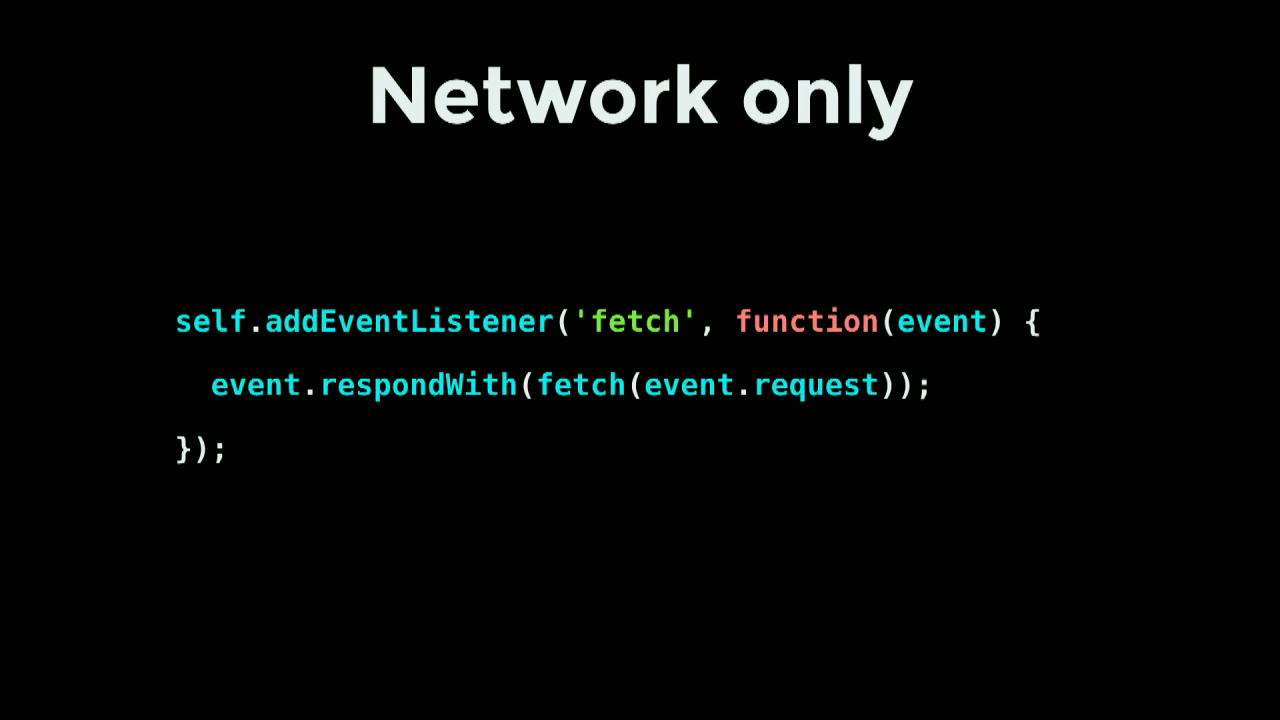 Network only
self.addEventListener('fetch', function(event) {
  event.respondWith(fetch(event.request));
});